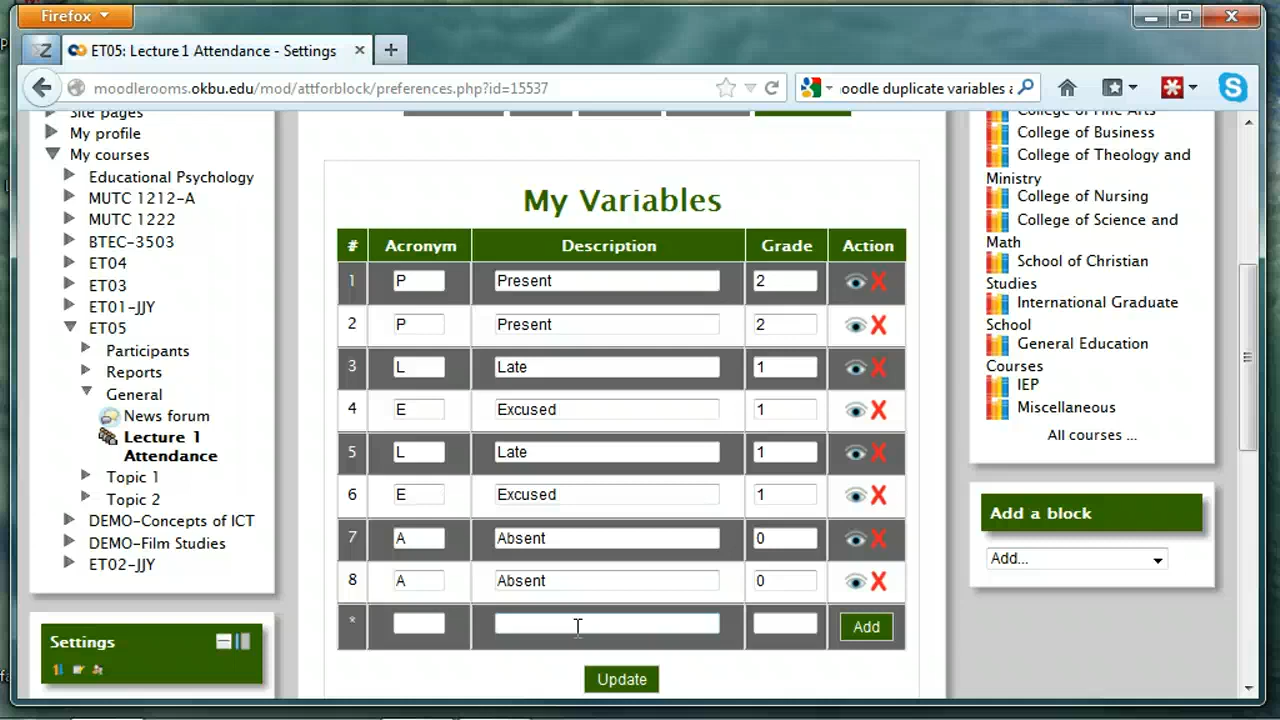 Firefox
ET05: Lecture 1 Attendance - Settings
moodlerooms.okbu.edu/mod/attforblock/preferences.php?id=15537
oodle duplicate variables a
Site pages
My profile
My courses
Educational Psychology
MUTC 1212-A
MUTC 1222
BTEC-3503
ET04
ET03
ET01-JJY
ET05
Participants
Reports
General
News forum
Lecture 1
Attendance
Topic 1
Topic 2
DEMO-Concepts of ICT
DEMO-Film Studies
ET02-JJY
Settings
My Variables
# Acronym Description Grade Action
1 P Present 2 X
2 P Present 2 X
3 L Late 1 X
4 E Excused 1 X
5 L Late 1 X
6 E Excused 1 X
7 A Absent 0 X
8 A Absent 0 X
* Add
Update
College of Fine Arts
College of Business
College of Theology and
Ministry
College of Nursing
College of Science and
Math
School of Christian
Studies
International Graduate
School
General Education
Courses
IEP
Miscellaneous
All courses ...
Add a block
Add...